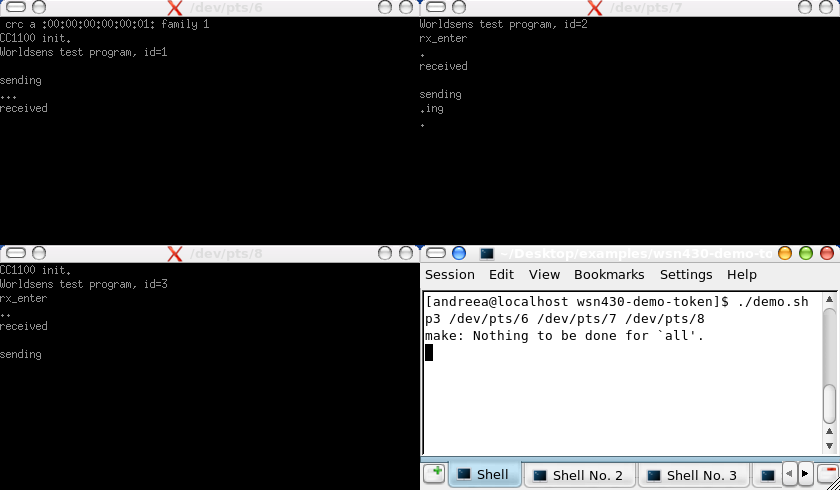 /dev/pts/6
crc a :00:00:00:00:00:01: family 1
CC1100 init.
Worldsens test program, id=1
sending
...
received
/dev/pts/7
Worldsens test program, id=2
rx_enter
.
received
sending
.ing
.
/dev/pts/8
CC1100 init.
Worldsens test program, id=3
rx_enter
..
received
sending
~/Desktop/examples/wsn430-demo-to
Session Edit View Bookmarks Settings Help
[andreea@localhost wsn430-demo-token]$ ./demo.sh
p3 /dev/pts/6 /dev/pts/7 /dev/pts/8
make: Nothing to be done for `all'.
Shell Shell No. 2 Shell No. 3